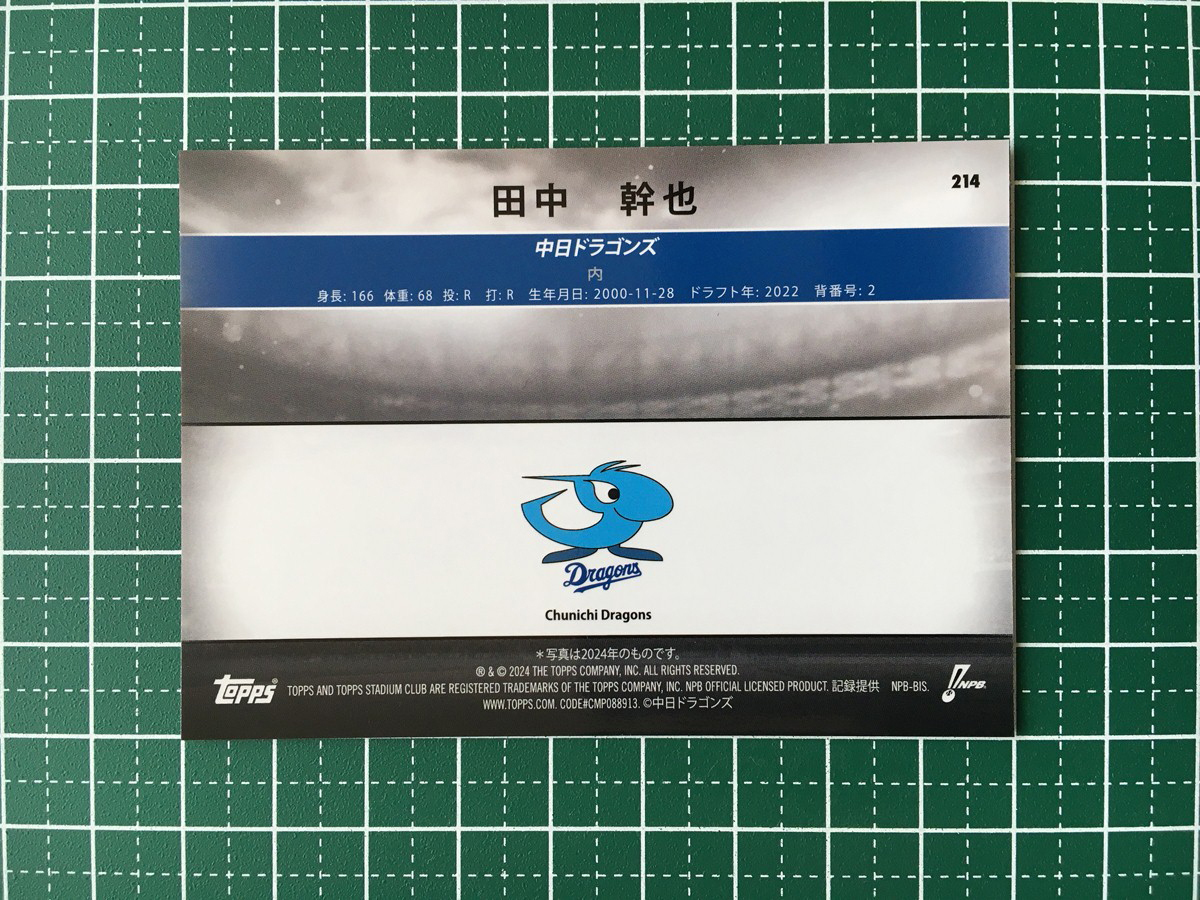 田中　幹也
214
中日ドラゴンズ
内
身長: 166 体重: 68 投: R 打: R 生年月日: 2000-11-28 ドラフト年: 2022 背番号: 2
Dragons
Chunichi Dragons
＊写真は2024年のものです。
® & © 2024 THE TOPPS COMPANY, INC. ALL RIGHTS RESERVED.
topps® TOPPS AND TOPPS STADIUM CLUB ARE REGISTERED TRADEMARKS OF THE TOPPS COMPANY, INC. NPB OFFICIAL LICENSED PRODUCT. 記録提供 NPB-BIS. NPB®
WWW.TOPPS.COM. CODE#CMP088913. ©中日ドラゴンズ